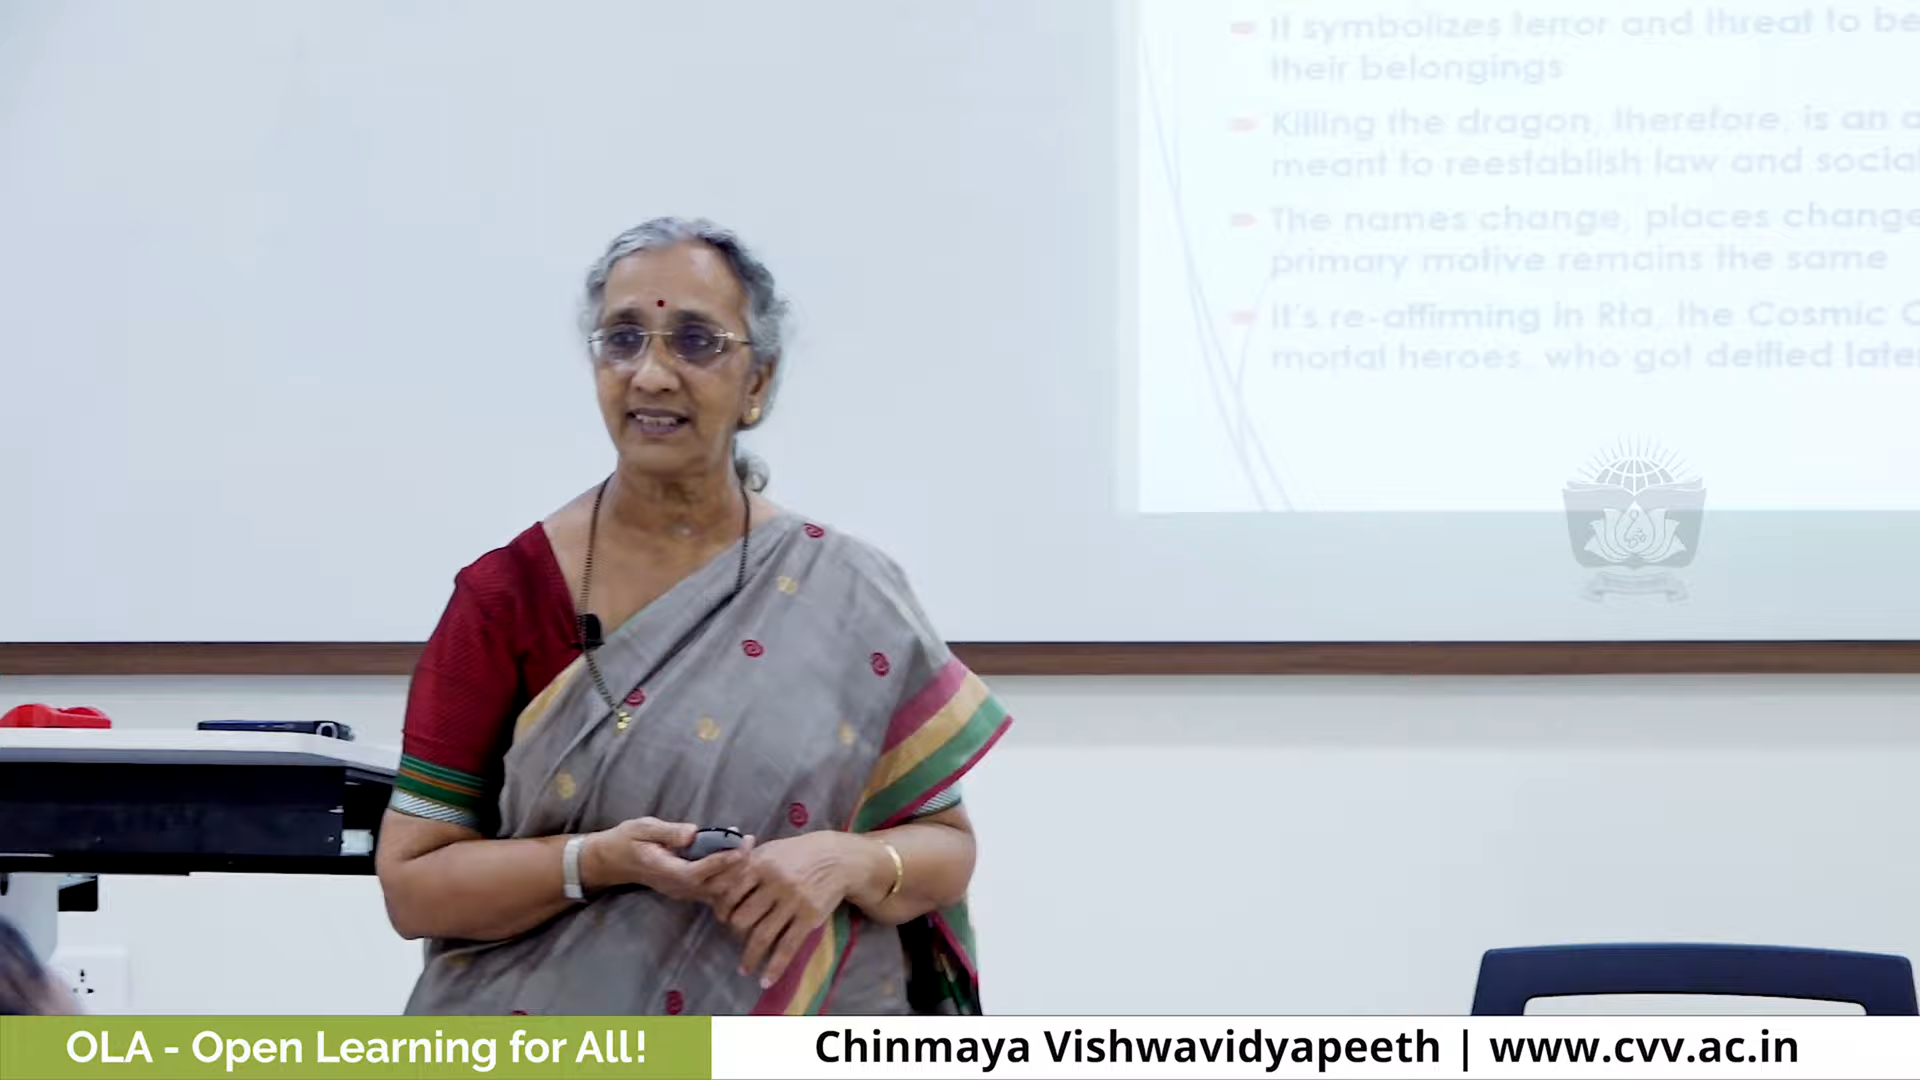 It symbolizes terror and threat to be
their belongings
Killing the dragon, therefore, is an a
meant to reestablish law and social
The names change, places change
primary motive remains the same
It's re-affirming in Rta, the Cosmic O
mortal heroes, who got deified later
OLA - Open Learning for All!
Chinmaya Vishwavidyapeeth | www.cvv.ac.in